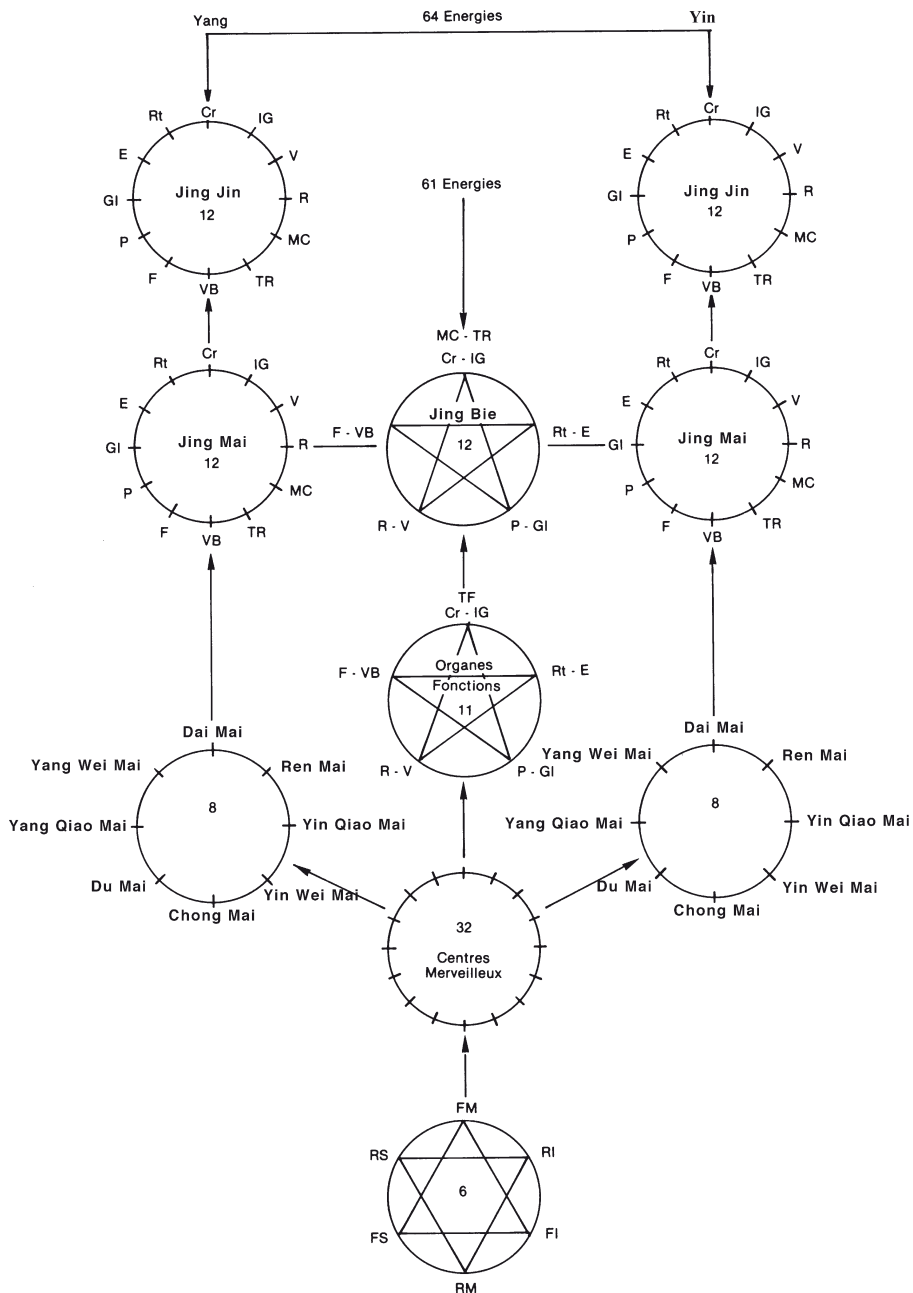 64 Energies
Yang
Yin
Cr
IG
V
R
MC
TR
VB
F
P
GI
E
Rt
Jing Jin
12
61 Energies
Cr
IG
V
R
MC
TR
VB
F
P
GI
E
Rt
Jing Jin
12
Cr
IG
V
R
MC
TR
VB
F
P
GI
E
Rt
Jing Mai
12
MC - TR
Cr - IG
F - VB
Jing Bie
Rt - E
12
R - V
P - GI
Cr
IG
V
R
MC
TR
VB
F
P
GI
E
Rt
Jing Mai
12
TF
Cr - IG
F - VB
Organes
Fonctions
Rt - E
11
R - V
P - GI
Dai Mai
Yang Wei Mai
Ren Mai
8
Yang Qiao Mai
Yin Qiao Mai
Du Mai
Yin Wei Mai
Chong Mai
Dai Mai
Yang Wei Mai
Ren Mai
8
Yang Qiao Mai
Yin Qiao Mai
Du Mai
Yin Wei Mai
Chong Mai
32
Centres
Merveilleux
FM
RS
RI
6
FS
FI
RM